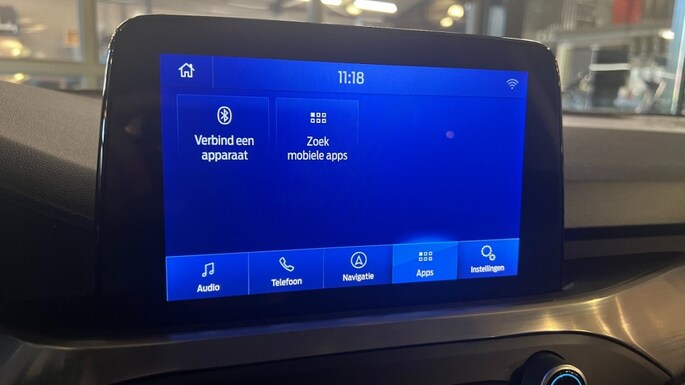 11:18
Verbind een
apparaat
Zoek
mobiele apps
Audio
Telefoon
Navigatie
Apps
Instellingen